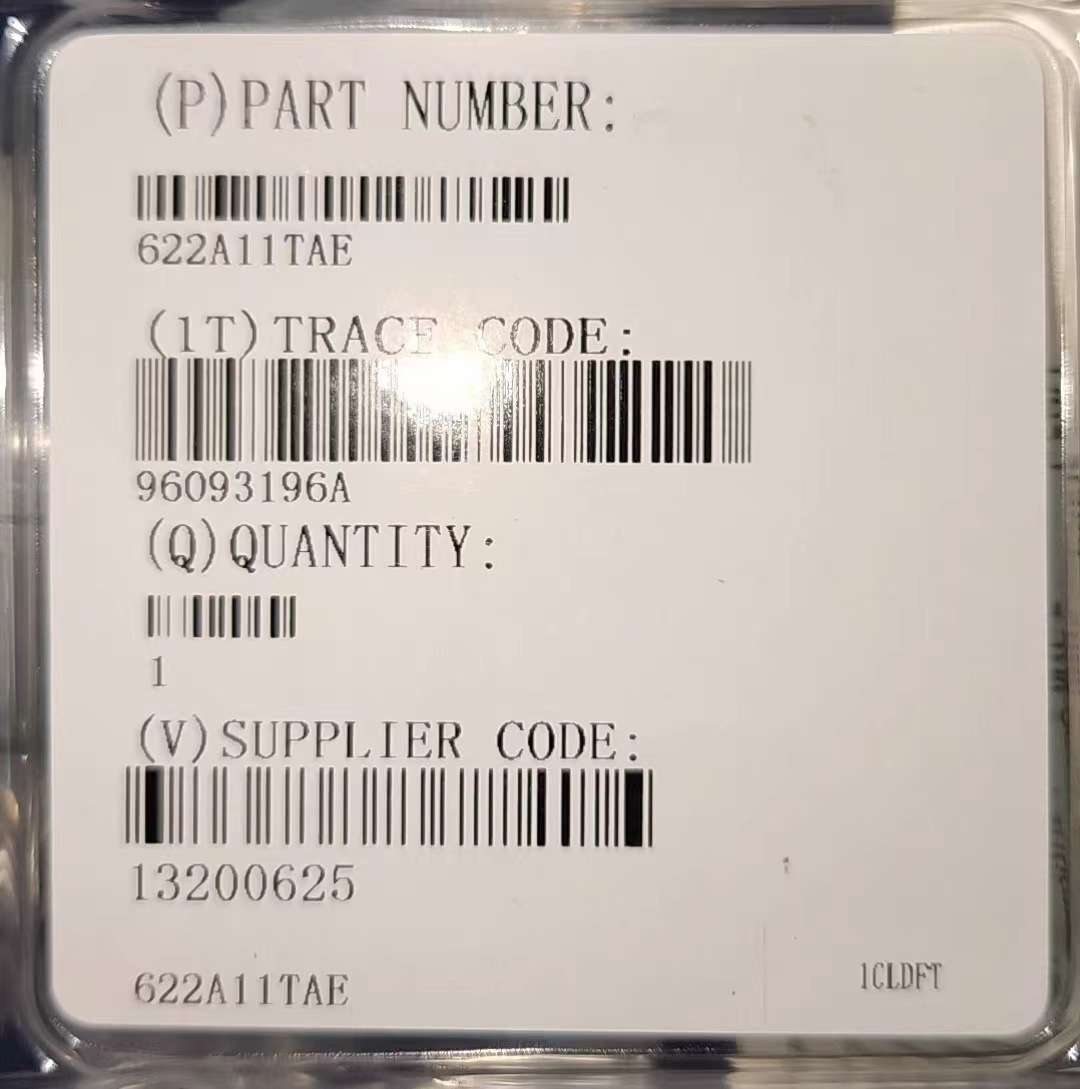 (P)PART NUMBER:
622A11TAE
(1T)TRACE CODE:
96093196A
(Q)QUANTITY:
1
(V)SUPPLIER CODE:
13200625
622A11TAE
1CLDFT